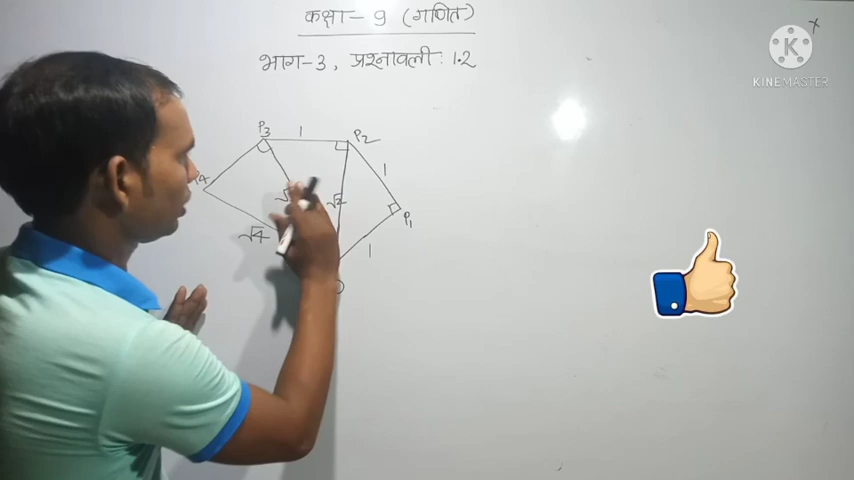 कक्षा - 9 (गणित)
भाग-3, प्रश्नावली: 1.2
P3 1 P2
1
√2
P1
√4
1
O
K
KINEMASTER